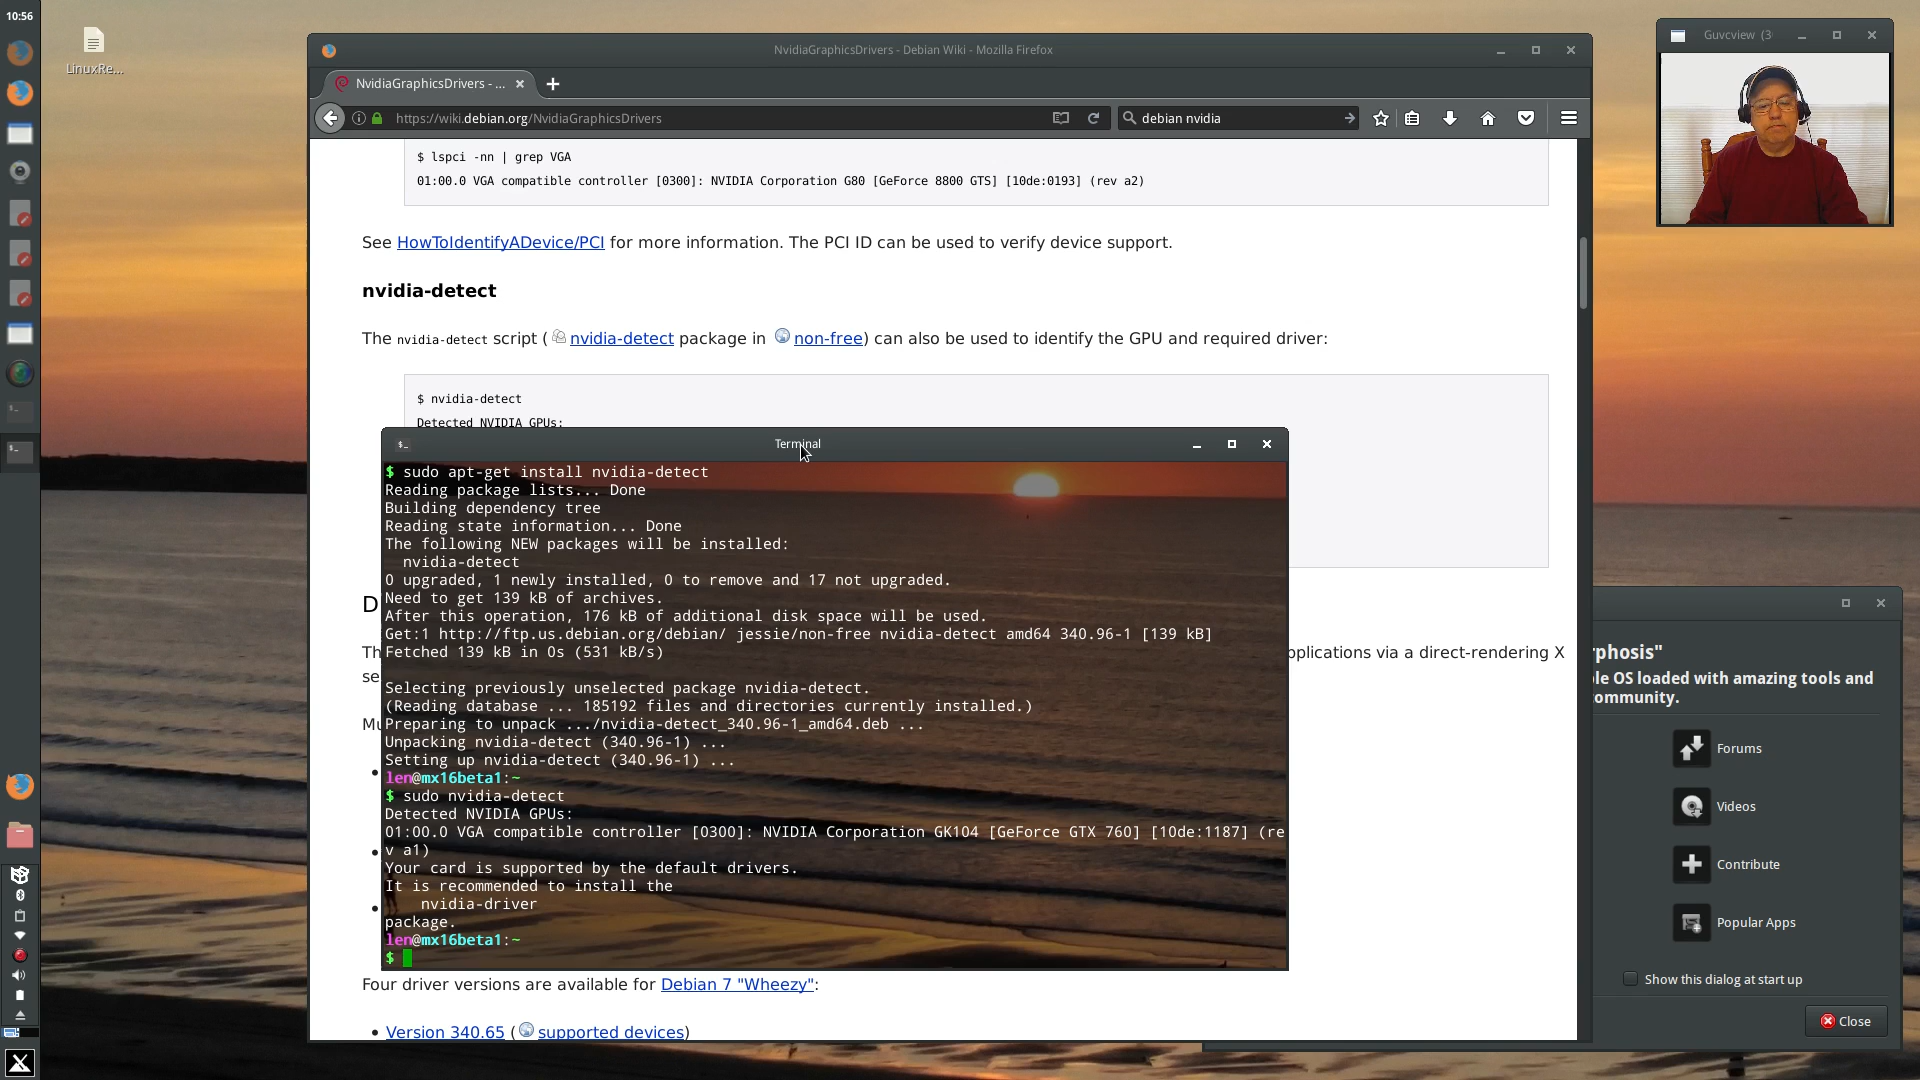 10:56
LinuxRe...
NvidiaGraphicsDrivers - Debian Wiki - Mozilla Firefox
NvidiaGraphicsDrivers - ...
https://wiki.debian.org/NvidiaGraphicsDrivers
debian nvidia
Guvcview (3
$ lspci -nn | grep VGA
01:00.0 VGA compatible controller [0300]: NVIDIA Corporation G80 [GeForce 8800 GTS] [10de:0193] (rev a2)
See HowToIdentifyADevice/PCI for more information. The PCI ID can be used to verify device support.
nvidia-detect
The nvidia-detect script ( nvidia-detect package in non-free) can also be used to identify the GPU and required driver:
$ nvidia-detect
Detected NVIDIA GPUs:
Terminal
$ sudo apt-get install nvidia-detect
Reading package lists... Done
Building dependency tree
Reading state information... Done
The following NEW packages will be installed:
nvidia-detect
0 upgraded, 1 newly installed, 0 to remove and 17 not upgraded.
Need to get 139 kB of archives.
After this operation, 176 kB of additional disk space will be used.
Get:1 http://ftp.us.debian.org/debian/ jessie/non-free nvidia-detect amd64 340.96-1 [139 kB]
Fetched 139 kB in 0s (531 kB/s)
Selecting previously unselected package nvidia-detect.
(Reading database ... 185192 files and directories currently installed.)
Preparing to unpack .../nvidia-detect_340.96-1_amd64.deb ...
Unpacking nvidia-detect (340.96-1) ...
Setting up nvidia-detect (340.96-1) ...
len@mx16beta1:~
$ sudo nvidia-detect
Detected NVIDIA GPUs:
01:00.0 VGA compatible controller [0300]: NVIDIA Corporation GK104 [GeForce GTX 760] [10de:1187] (re
v a1)
Your card is supported by the default drivers.
It is recommended to install the
nvidia-driver
package.
len@mx16beta1:~
$
D
Th
pplications via a direct-rendering X
se
Mu
Four driver versions are available for Debian 7 "Wheezy":
Version 340.65 ( supported devices)
rphosis"
le OS loaded with amazing tools and
ommunity.
Forums
Videos
Contribute
Popular Apps
Show this dialog at start up
Close